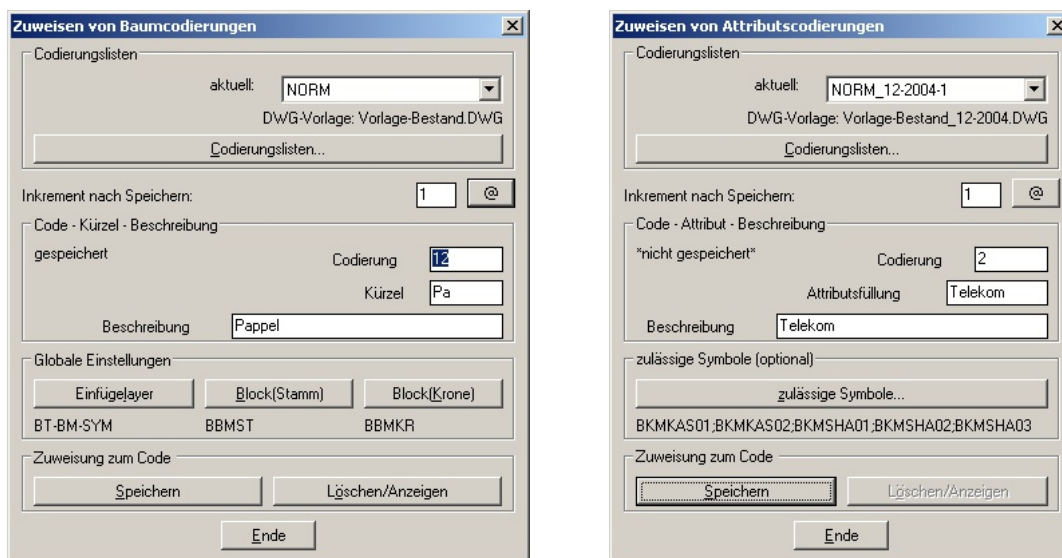 Zuweisen von Baumcodierungen
Codierungslisten
aktuell: NORM
DWG-Vorlage: Vorlage-Bestand.DWG
Codierungslisten...
Inkrement nach Speichern: 1 @
Code - Kürzel - Beschreibung
gespeichert Codierung 12
Kürzel Pa
Beschreibung Pappel
Globale Einstellungen
Einfügelayer Block(Stamm) Block(Krone)
BT-BM-SYM BBMST BBMKR
Zuweisung zum Code
Speichern Löschen/Anzeigen
Ende
Zuweisen von Attributscodierungen
Codierungslisten
aktuell: NORM_12-2004-1
DWG-Vorlage: Vorlage-Bestand_12-2004.DWG
Codierungslisten...
Inkrement nach Speichern: 1 @
Code - Attribut - Beschreibung
*nicht gespeichert* Codierung 2
Attributsfüllung Telekom
Beschreibung Telekom
zulässige Symbole (optional)
zulässige Symbole...
BKMKAS01;BKMKAS02;BKMSHA01;BKMSHA02;BKMSHA03
Zuweisung zum Code
Speichern Löschen/Anzeigen
Ende